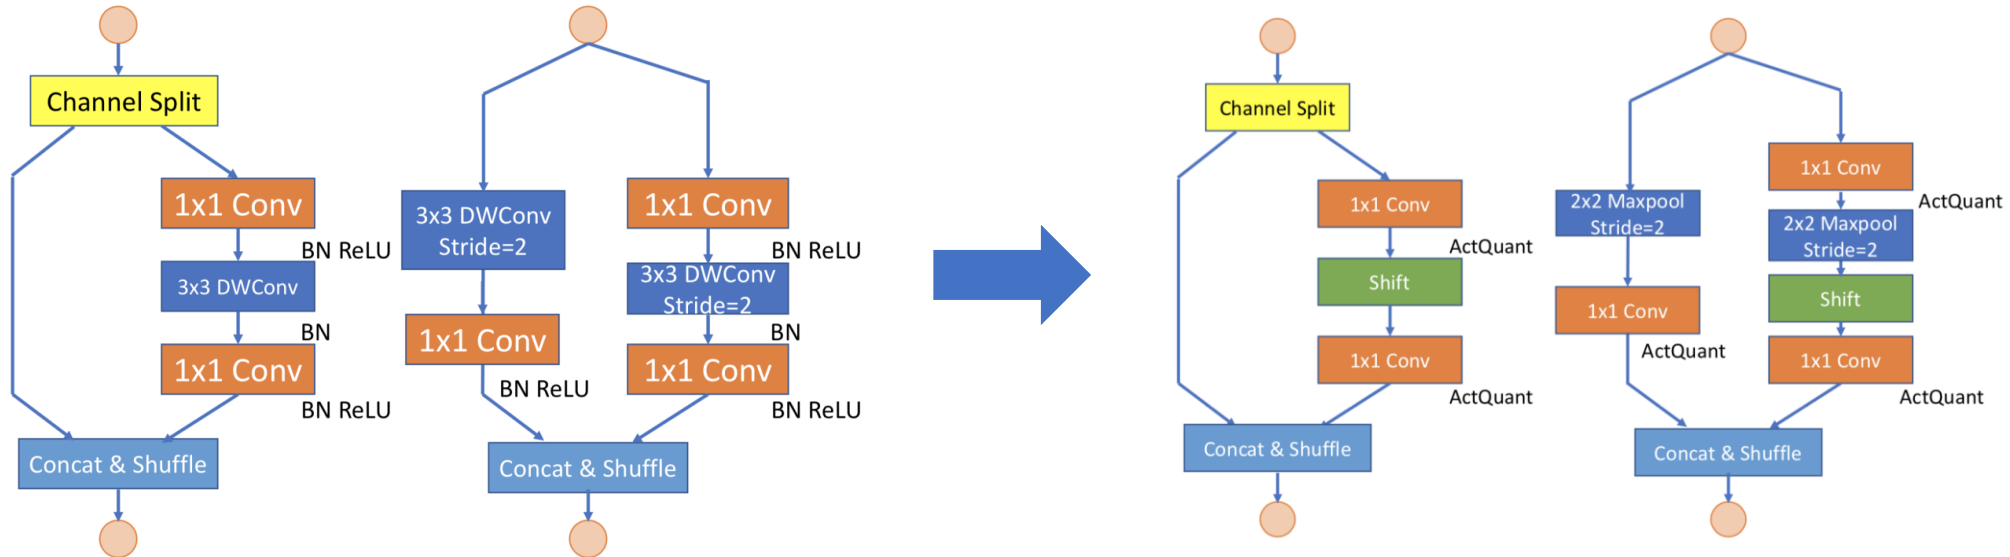 Channel Split
1x1 Conv
BN ReLU
3x3 DWConv
BN
1x1 Conv
BN ReLU
Concat & Shuffle
3x3 DWConv
Stride=2
1x1 Conv
BN ReLU
1x1 Conv
BN ReLU
3x3 DWConv
Stride=2
BN
1x1 Conv
BN ReLU
Concat & Shuffle
Channel Split
1x1 Conv
ActQuant
Shift
1x1 Conv
ActQuant
Concat & Shuffle
2x2 Maxpool
Stride=2
1x1 Conv
ActQuant
1x1 Conv
ActQuant
2x2 Maxpool
Stride=2
Shift
1x1 Conv
ActQuant
Concat & Shuffle